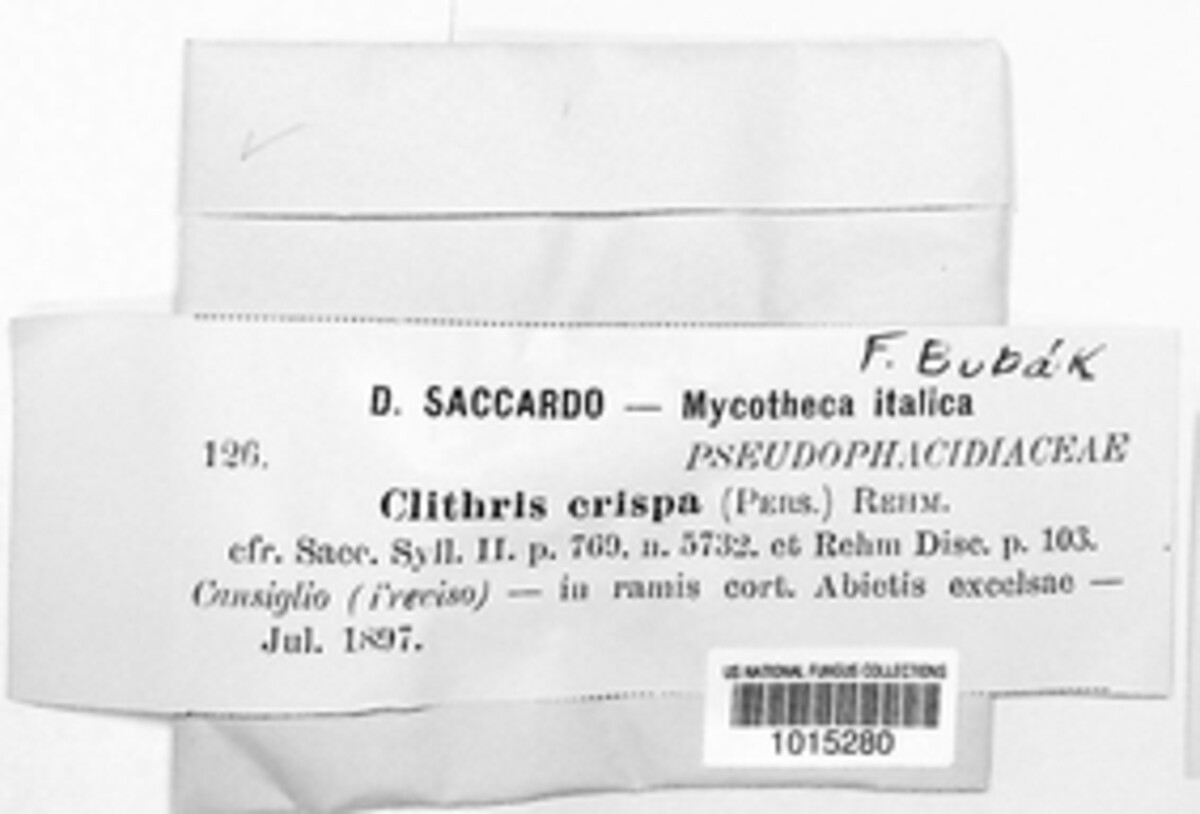 F. Bubák
D. SACCARDO — Mycotheca italica
126. PSEUDOPHACIDIACEAE
Clithris crispa (PERS.) REHM.
cfr. Sacc. Syll. II. p. 769. n. 5732. et Rehm Disc. p. 103.
Cansiglio (Treviso) — in ramis cort. Abietis excelsae —
Jul. 1897.
US NATIONAL FUNGUS COLLECTIONS
1015280